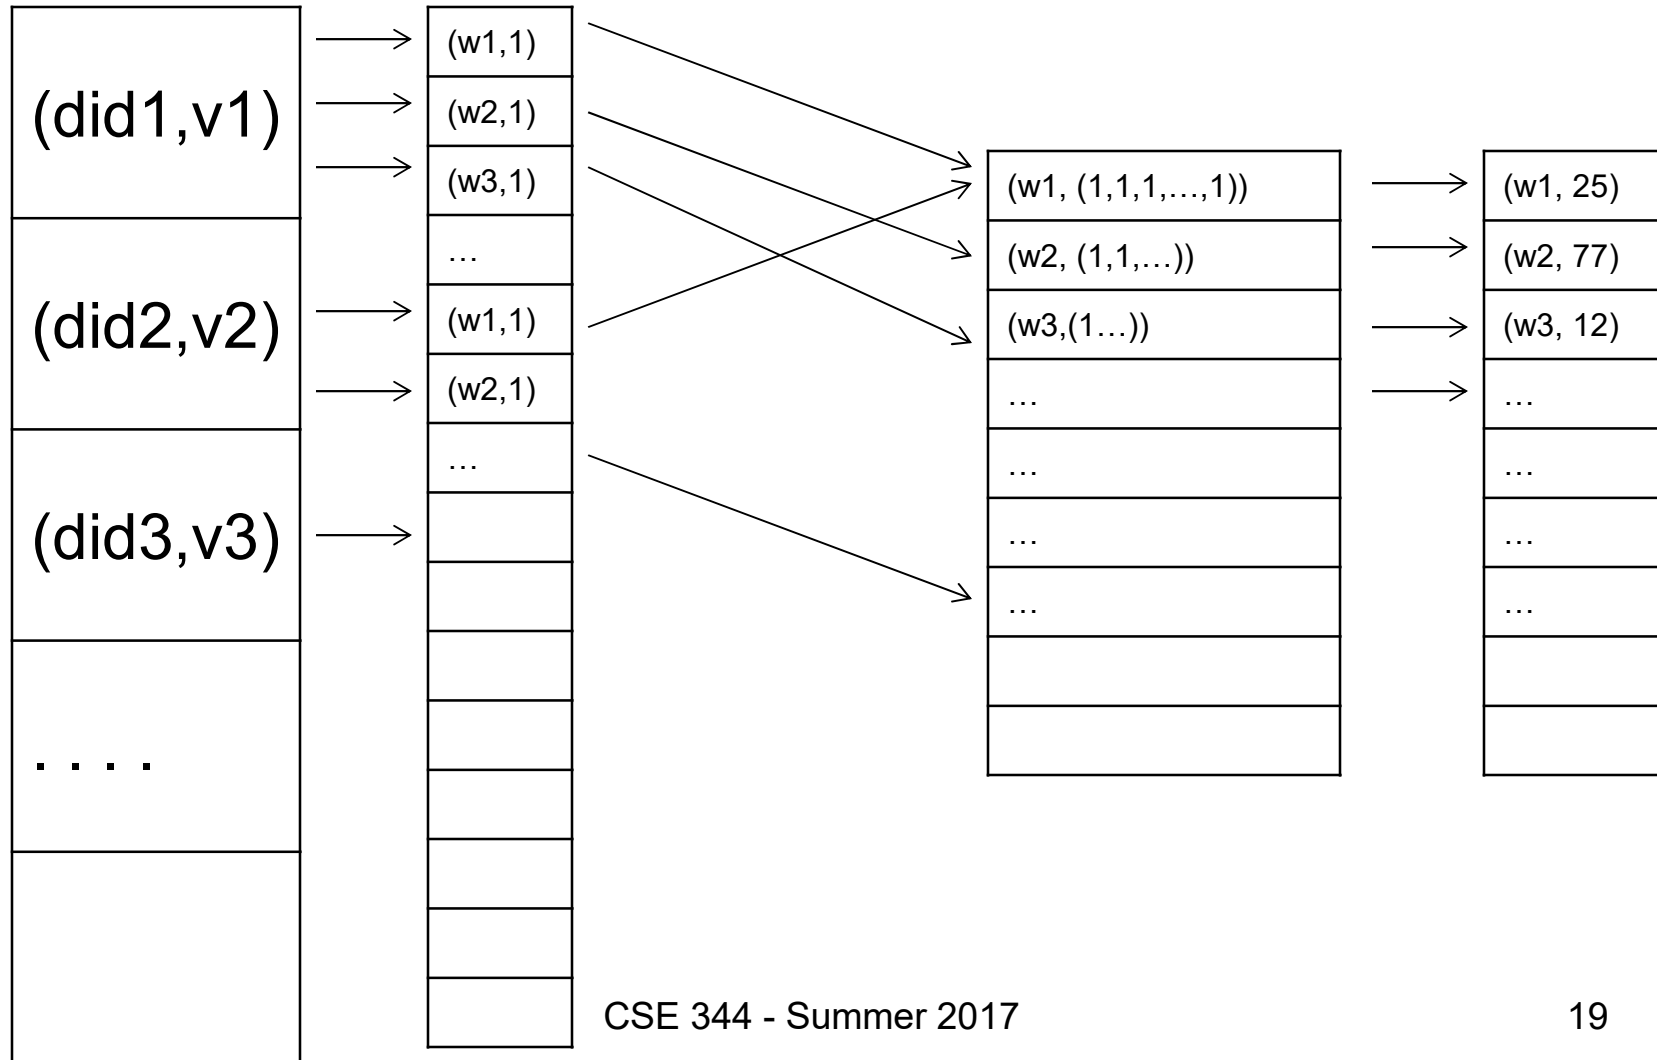 (did1,v1)
(did2,v2)
(did3,v3)
. . . .
(w1,1)
(w2,1)
(w3,1)
…
(w1,1)
(w2,1)
…
(w1, (1,1,1,…,1))
(w2, (1,1,…))
(w3,(1…))
…
…
…
…
(w1, 25)
(w2, 77)
(w3, 12)
…
…
…
…
CSE 344 - Summer 2017
19